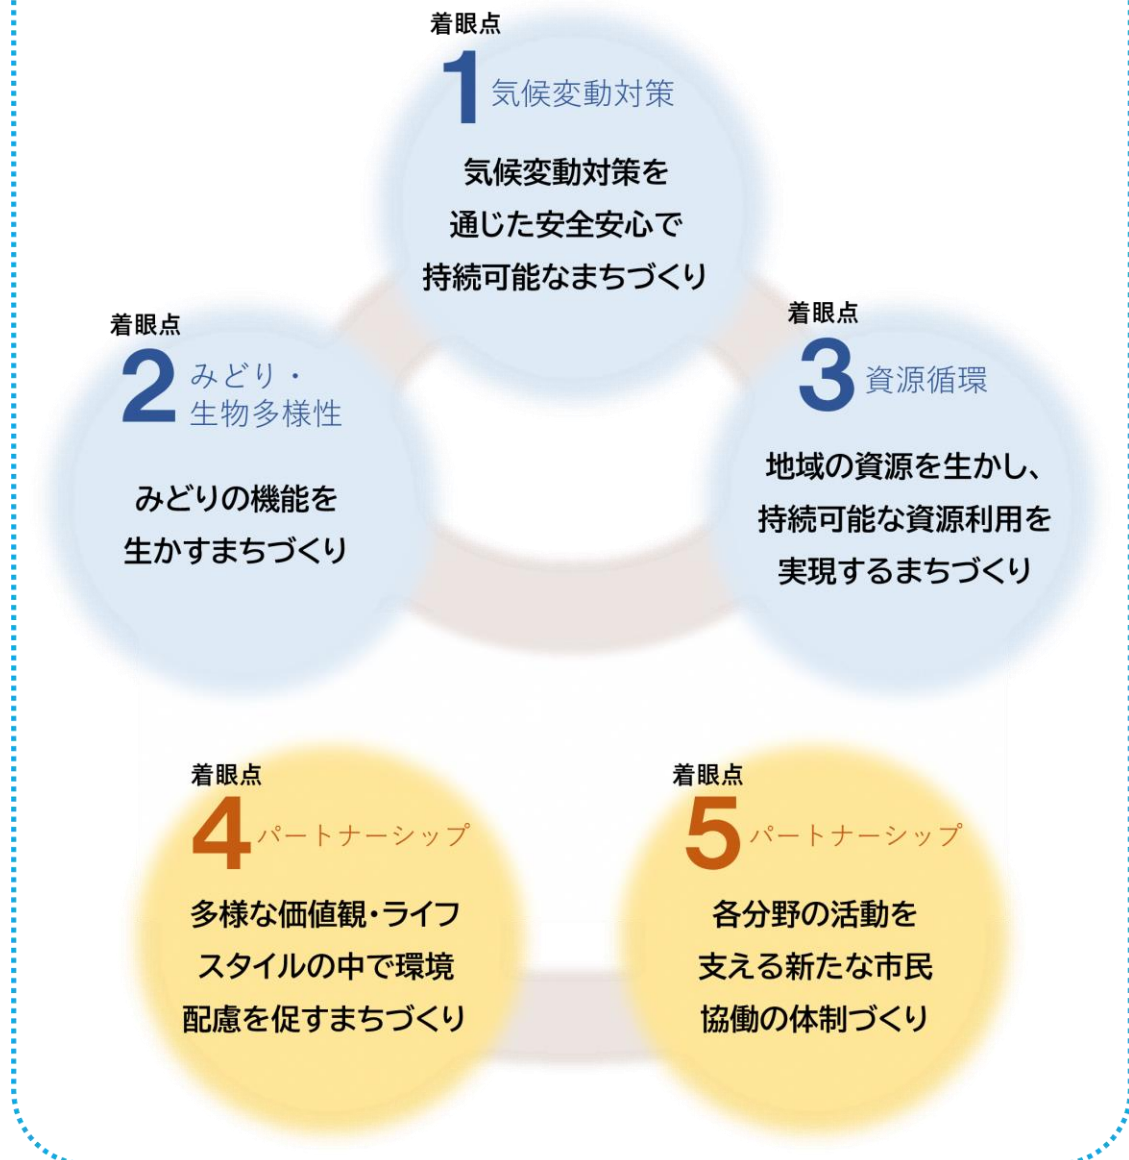 着眼点
1 気候変動対策
気候変動対策を
通じた安全安心で
持続可能なまちづくり
着眼点
2 みどり・
生物多様性
みどりの機能を
生かすまちづくり
着眼点
3 資源循環
地域の資源を生かし、
持続可能な資源利用を
実現するまちづくり
着眼点
4 パートナーシップ
多様な価値観・ライフ
スタイルの中で環境
配慮を促すまちづくり
着眼点
5 パートナーシップ
各分野の活動を
支える新たな市民
協働の体制づくり